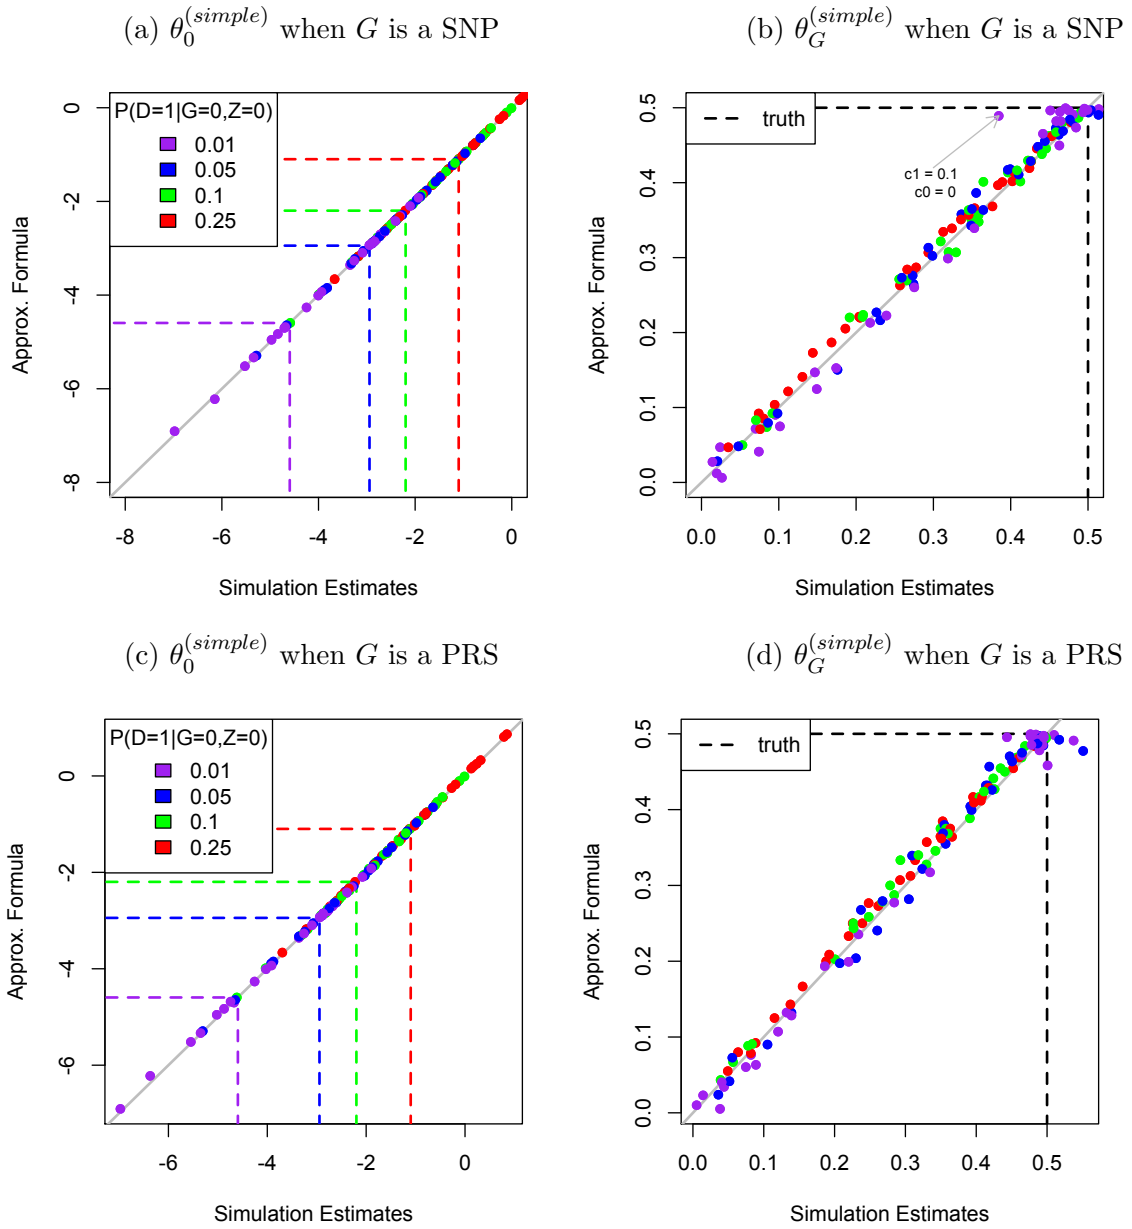 (a) θ_0^{(simple)} when G is a SNP
(b) θ_G^{(simple)} when G is a SNP
P(D=1|G=0,Z=0)
0.01
0.05
0.1
0.25
0
-2
-4
-6
-8
Approx. Formula
-8
-6
-4
-2
0
Simulation Estimates
truth
c1 = 0.1
c0 = 0
0.5
0.4
0.3
0.2
0.1
0.0
Approx. Formula
0.0
0.1
0.2
0.3
0.4
0.5
Simulation Estimates
(c) θ_0^{(simple)} when G is a PRS
(d) θ_G^{(simple)} when G is a PRS
P(D=1|G=0,Z=0)
0.01
0.05
0.1
0.25
0
-2
-4
-6
Approx. Formula
-6
-4
-2
0
Simulation Estimates
truth
0.5
0.4
0.3
0.2
0.1
0.0
Approx. Formula
0.0
0.1
0.2
0.3
0.4
0.5
Simulation Estimates